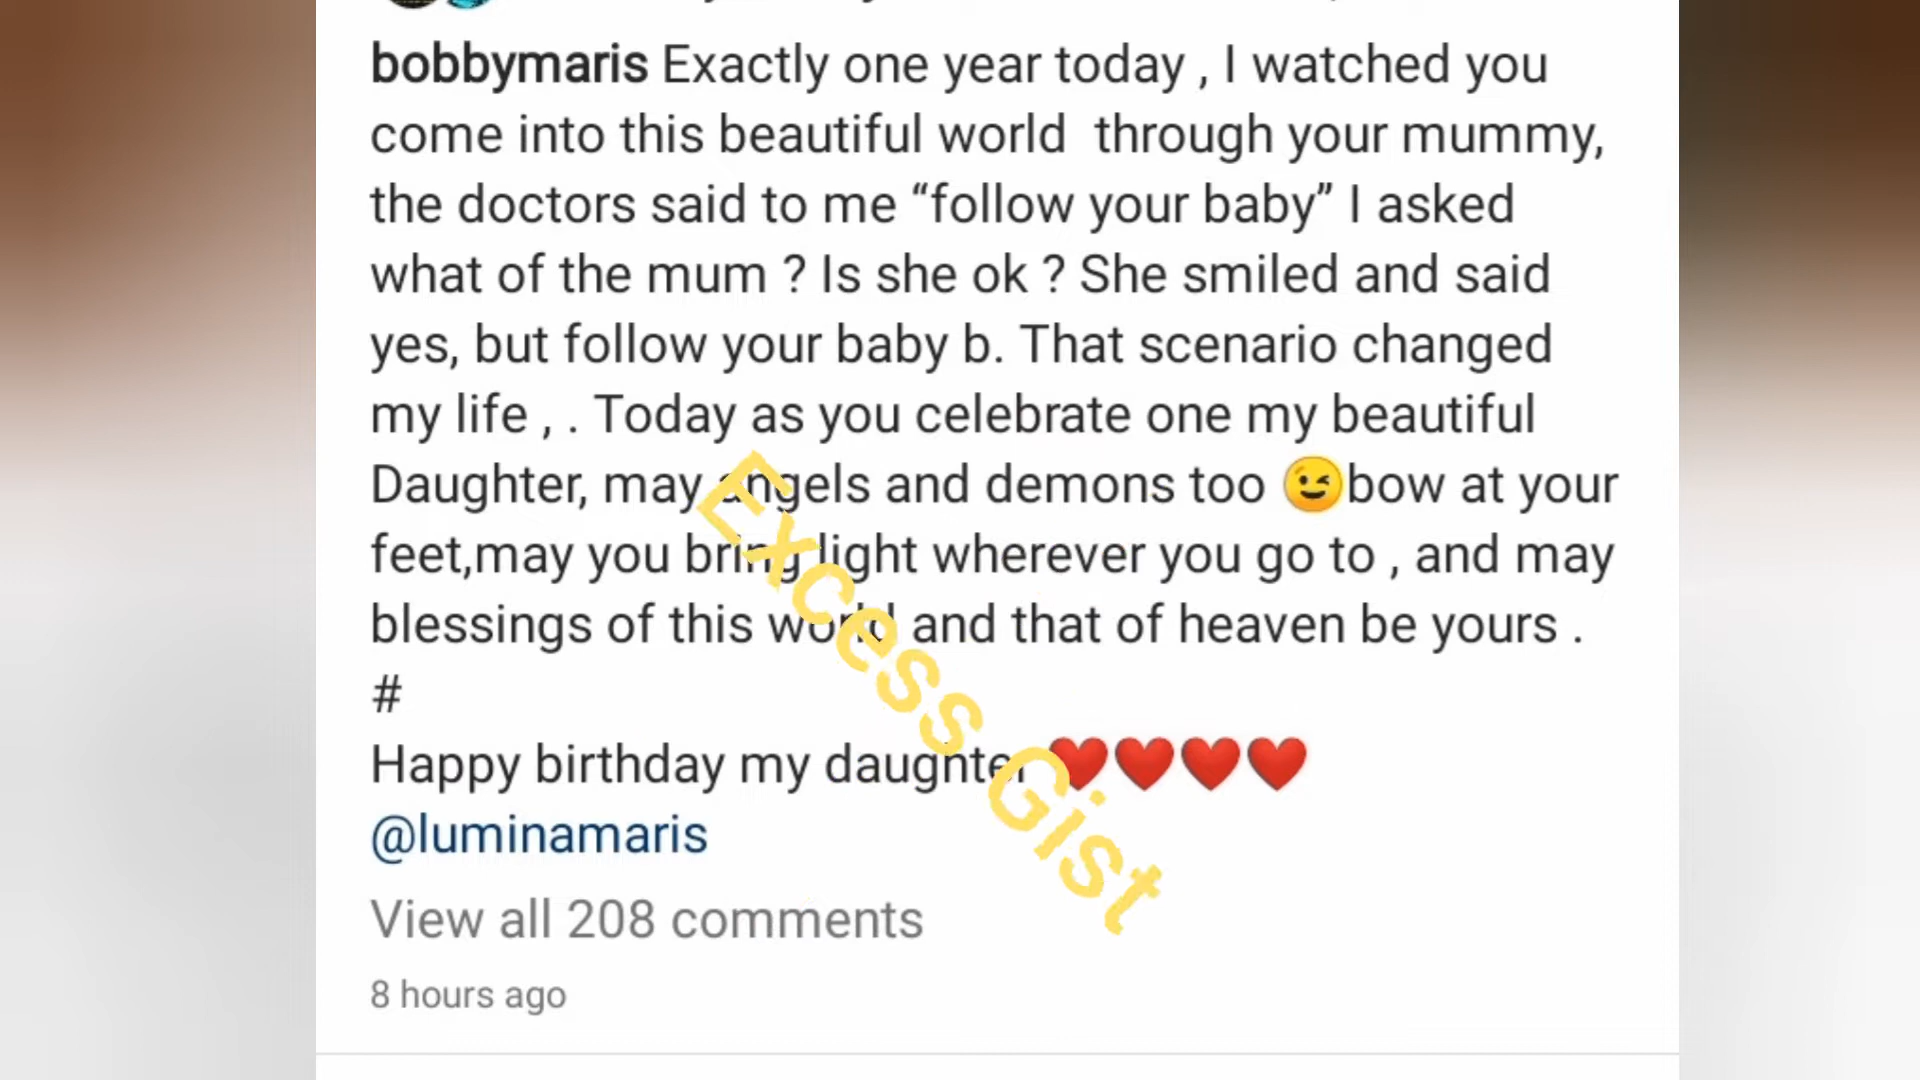 bobbymaris Exactly one year today , I watched you
come into this beautiful world through your mummy,
the doctors said to me “follow your baby” I asked
what of the mum ? Is she ok ? She smiled and said
yes, but follow your baby b. That scenario changed
my life , . Today as you celebrate one my beautiful
Daughter, may angels and demons too 😉bow at your
feet,may you bring light wherever you go to , and may
blessings of this world and that of heaven be yours .
#
Happy birthday my daughter ❤️❤️❤️❤️
@luminamaris
View all 208 comments
8 hours ago
Excess Gist